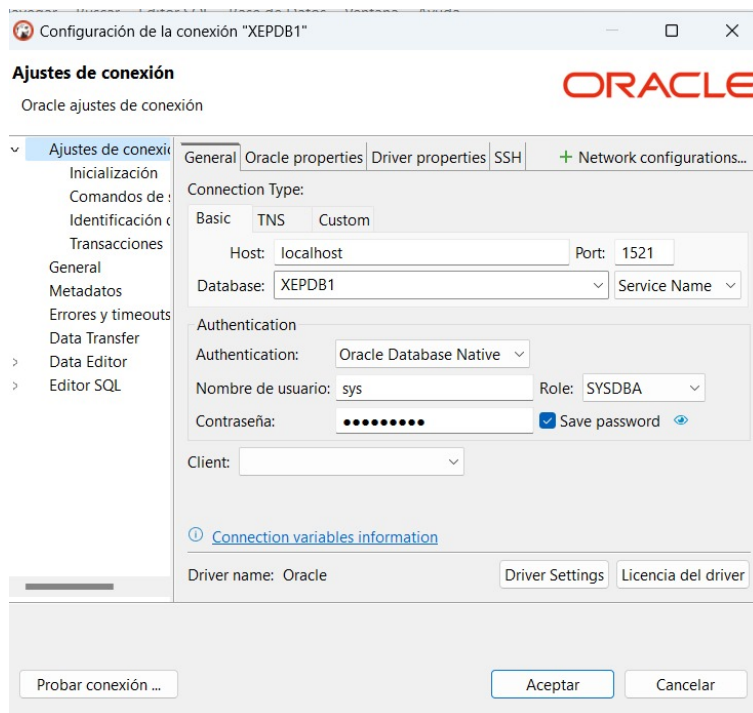 Configuración de la conexión "XEPDB1"
Ajustes de conexión
ORACLE
Oracle ajustes de conexión
Ajustes de conexi
General Oracle properties Driver properties SSH + Network configurations...
Inicialización
Connection Type:
Comandos de
Basic TNS Custom
Identificación
Transacciones
Host: localhost Port: 1521
General
Metadatos
Database: XEPDB1 Service Name
Errores y timeouts
Authentication
Data Transfer
Data Editor
Authentication: Oracle Database Native
Editor SQL
Nombre de usuario: sys Role: SYSDBA
Contraseña: ●●●●●●●●● Save password
Client:
Connection variables information
Driver name: Oracle Driver Settings Licencia del driver
Probar conexión ... Aceptar Cancelar